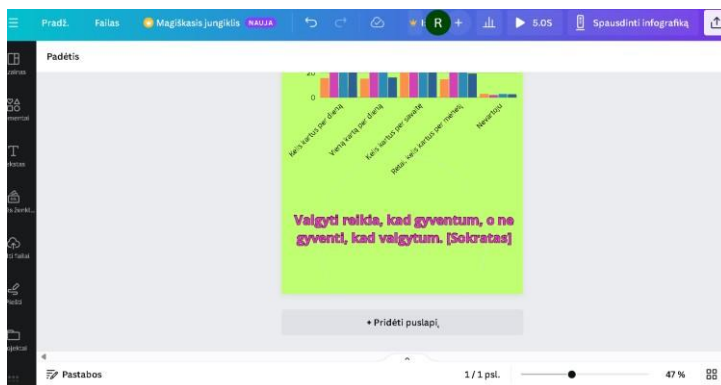 Pradž.
Failas
Magiškasis jungiklis NAUJA
R
+
5.0S
Spausdinti infografiką
Padėtis
0
Kelis kartus per dieną
Vieną kartą per dieną
Kelis kartus per savaitę
Retai, kelis kartus per mėnesį
Nevartoju
Valgyti reikia, kad gyventum, o ne
gyventi, kad valgytum. [Sokratas]
+ Pridėti puslapį
Pastabos
1 / 1 psl.
47 %